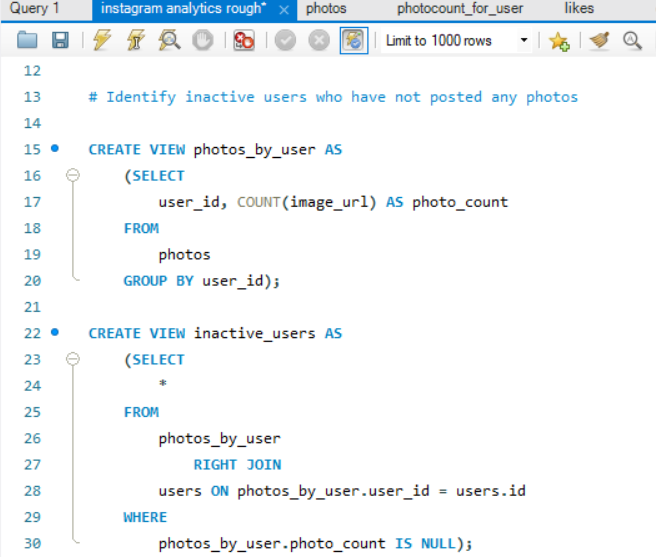 Query 1 instagram analytics rough* × photos photocount_for_user likes
Limit to 1000 rows
12
13 # Identify inactive users who have not posted any photos
14
15 CREATE VIEW photos_by_user AS
16 (SELECT
17 user_id, COUNT(image_url) AS photo_count
18 FROM
19 photos
20 GROUP BY user_id);
21
22 CREATE VIEW inactive_users AS
23 (SELECT
24 *
25 FROM
26 photos_by_user
27 RIGHT JOIN
28 users ON photos_by_user.user_id = users.id
29 WHERE
30 photos_by_user.photo_count IS NULL);